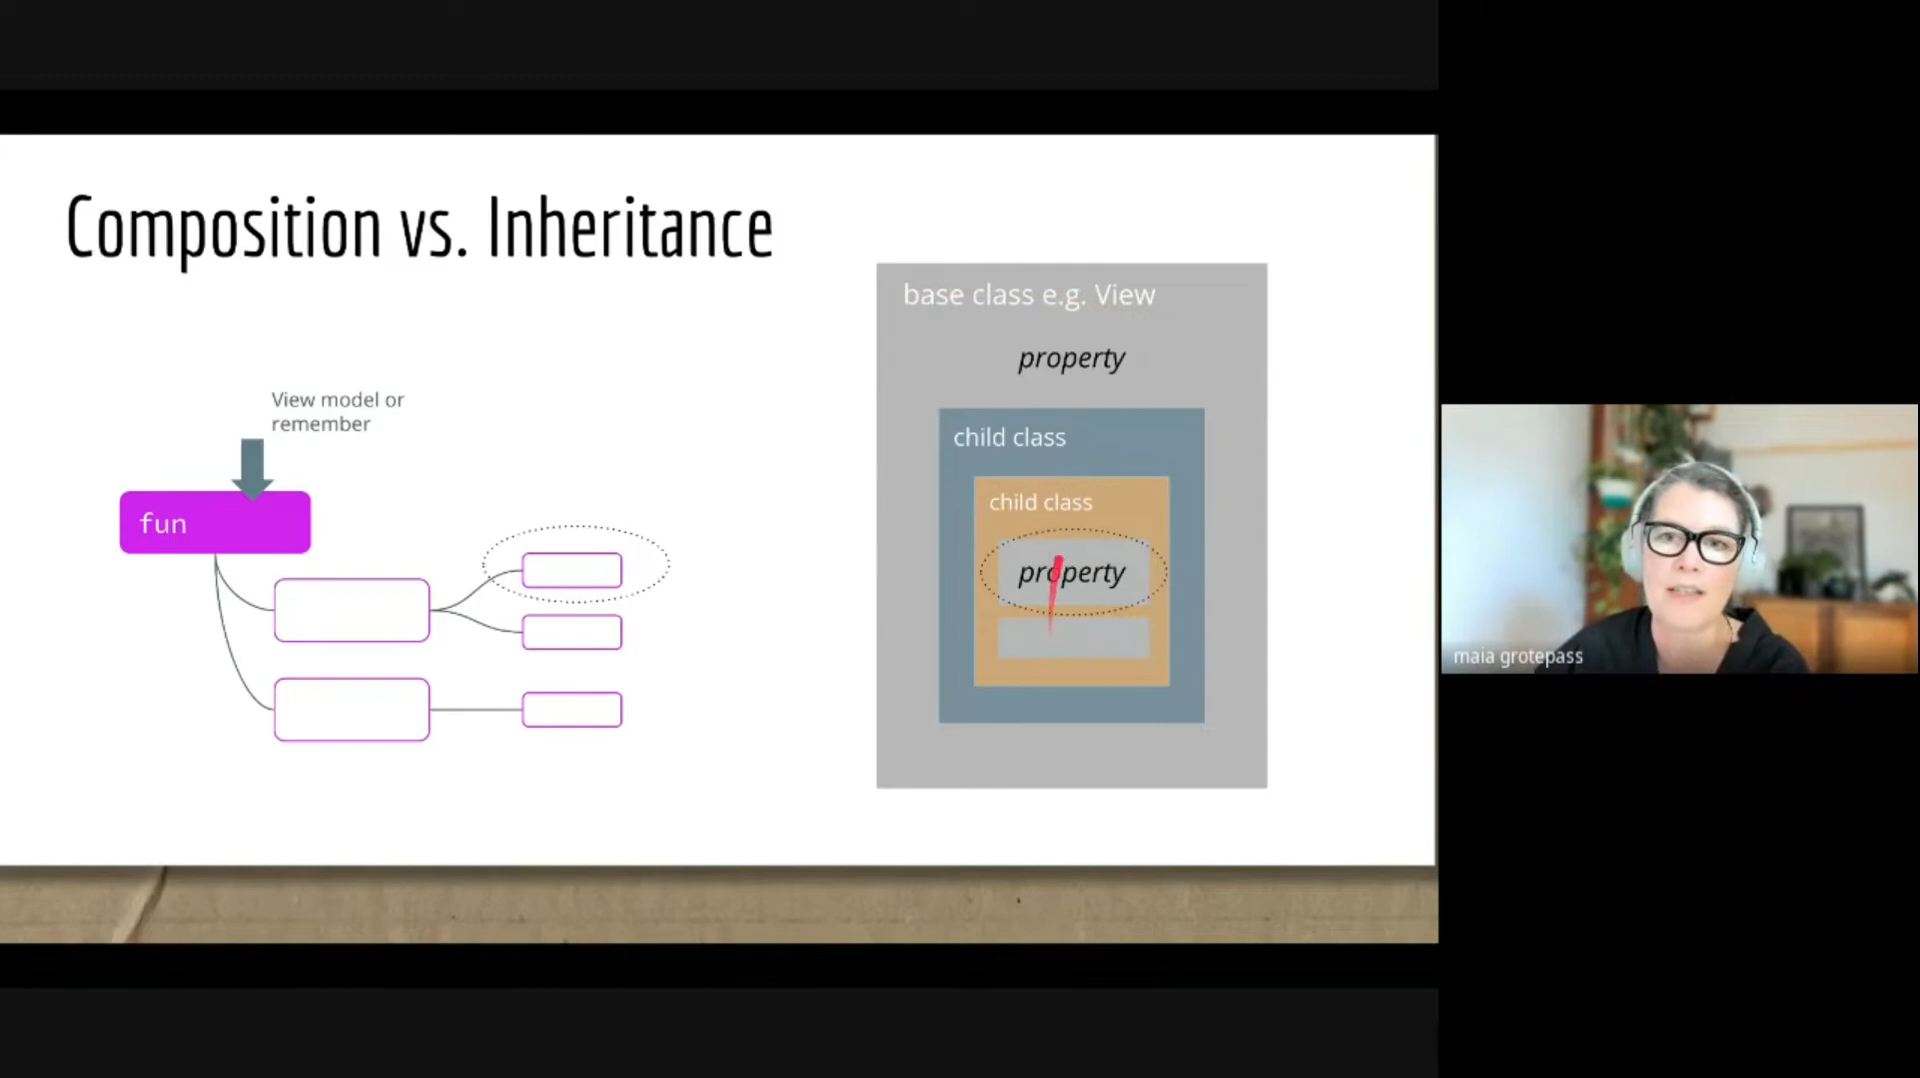 Composition vs. Inheritance
View model or
remember
fun
base class e.g. View
property
child class
child class
property
maia grotepass